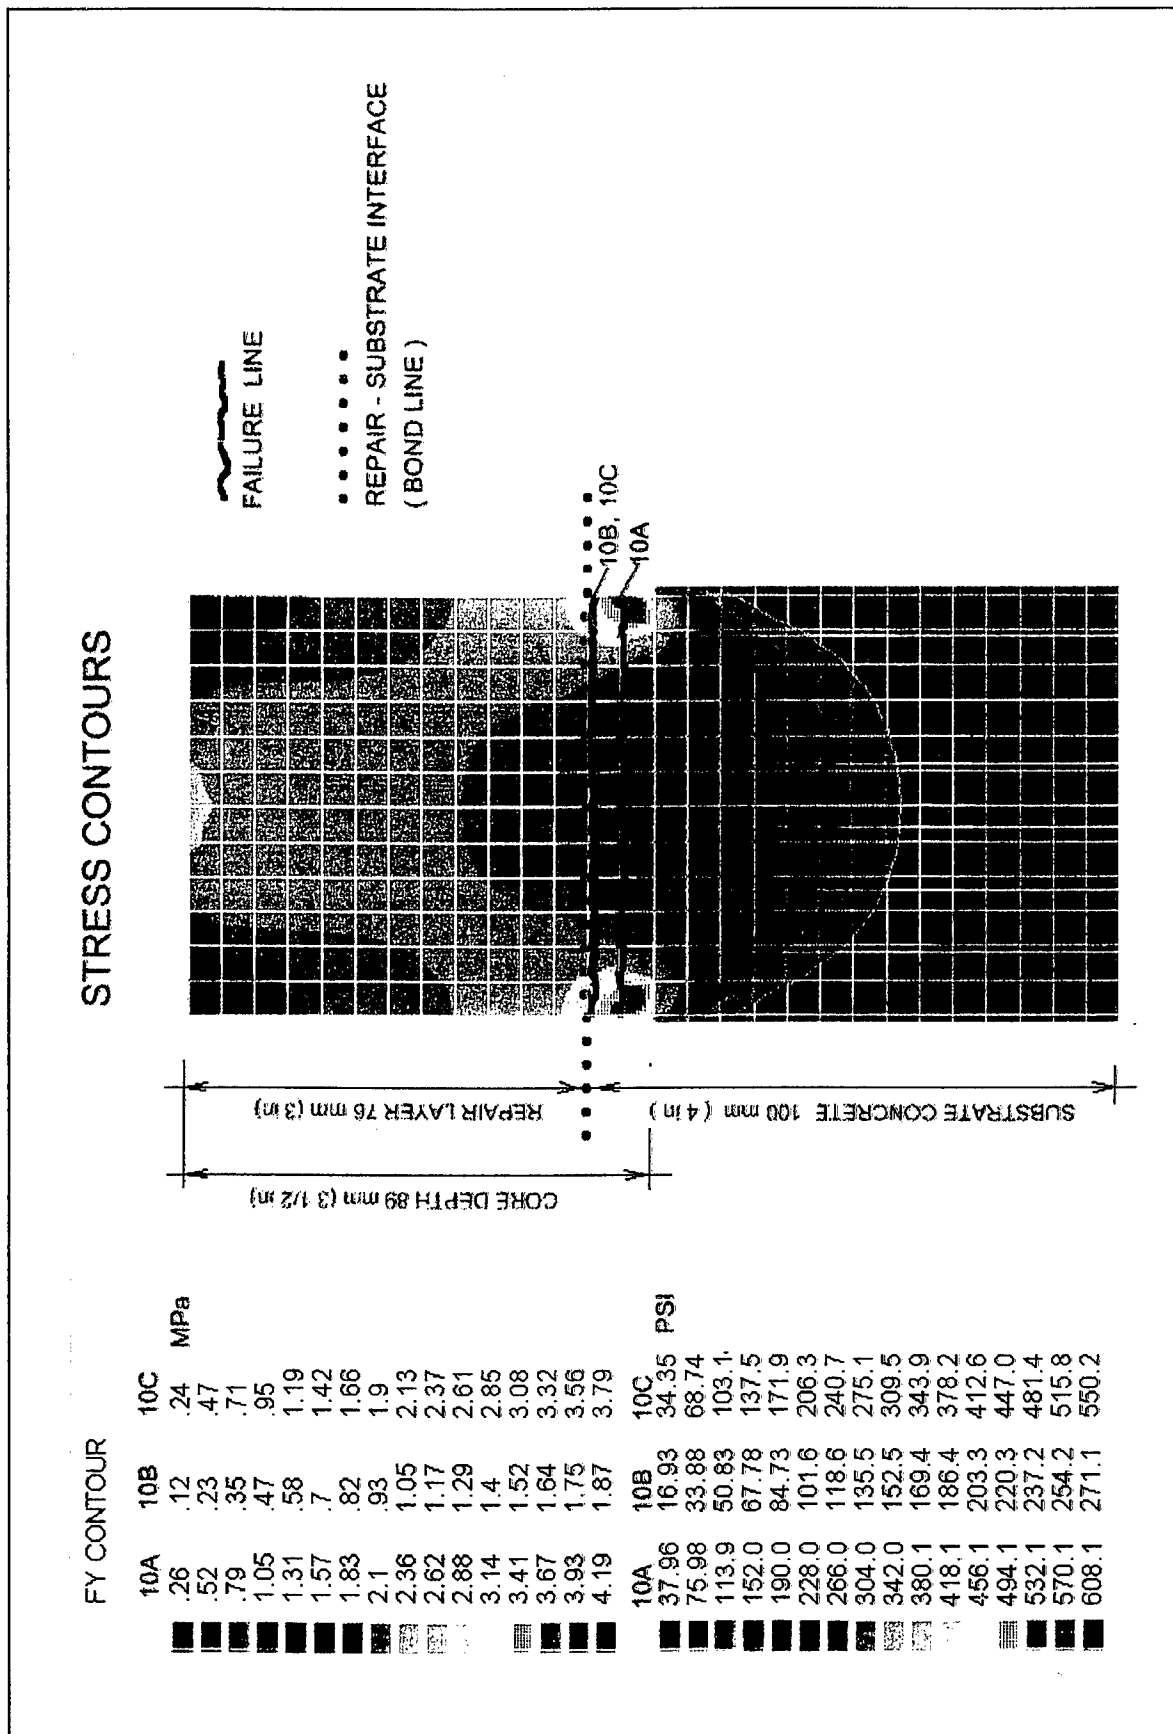 STRESS CONTOURS
FAILURE LINE
REPAIR - SUBSTRATE INTERFACE
( BOND LINE )
10B, 10C
10A
REPAIR LAYER 76 mm (3 in)
SUBSTRATE CONCRETE 100 mm ( 4 in )
CORE DEPTH 89 mm (3 1/2 in)
FY CONTOUR
10A 10B 10C
.26 .12 .24 MPa
.52 .23 .47
.79 .35 .71
1.05 .47 .95
1.31 .58 1.19
1.57 .7 1.42
1.83 .82 1.66
2.1 .93 1.9
2.36 1.05 2.13
2.62 1.17 2.37
2.88 1.29 2.61
3.14 1.4 2.85
3.41 1.52 3.08
3.67 1.64 3.32
3.93 1.75 3.56
4.19 1.87 3.79
10A 10B 10C
37.96 16.93 34.35 PSI
75.98 33.88 68.74
113.9 50.83 103.1
152.0 67.78 137.5
190.0 84.73 171.9
228.0 101.6 206.3
266.0 118.6 240.7
304.0 135.5 275.1
342.0 152.5 309.5
380.1 169.4 343.9
418.1 186.4 378.2
456.1 203.3 412.6
494.1 220.3 447.0
532.1 237.2 481.4
570.1 254.2 515.8
608.1 271.1 550.2